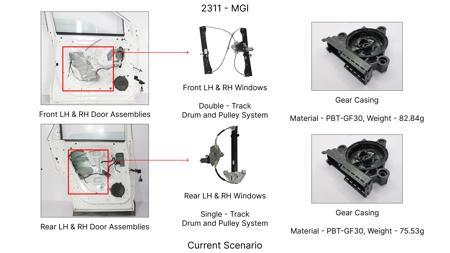 2311 - MGI
Front LH & RH Door Assemblies
Front LH & RH Windows
Double - Track
Drum and Pulley System
Gear Casing
Material - PBT-GF30, Weight - 82.84g
Rear LH & RH Door Assemblies
Rear LH & RH Windows
Single - Track
Drum and Pulley System
Gear Casing
Material - PBT-GF30, Weight - 75.53g
Current Scenario